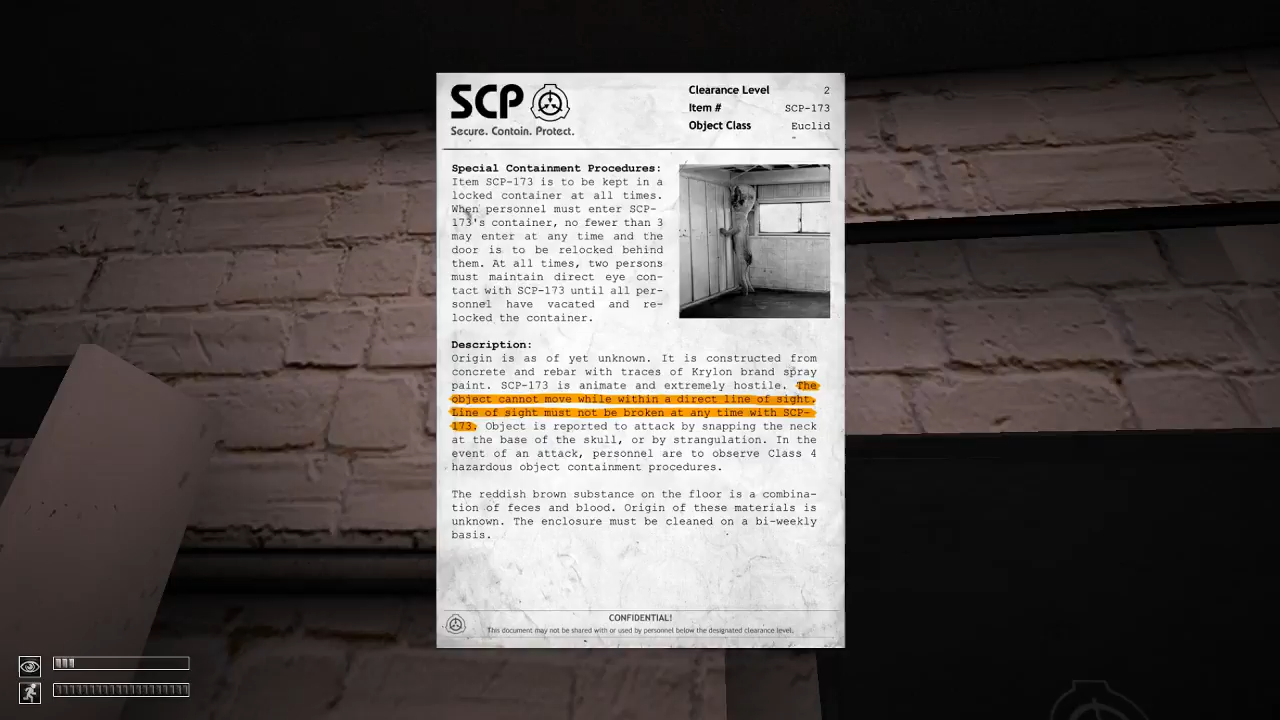 SCP
Secure. Contain. Protect.
Clearance Level 2
Item # SCP-173
Object Class Euclid
Special Containment Procedures:
Item SCP-173 is to be kept in a
locked container at all times.
When personnel must enter SCP-
173's container, no fewer than 3
may enter at any time and the
door is to be relocked behind
them. At all times, two persons
must maintain direct eye con-
tact with SCP-173 until all per-
sonnel have vacated and re-
locked the container.
Description:
Origin is as of yet unknown. It is constructed from
concrete and rebar with traces of Krylon brand spray
paint. SCP-173 is animate and extremely hostile. The
object cannot move while within a direct line of sight.
Line of sight must not be broken at any time with SCP-
173. Object is reported to attack by snapping the neck
at the base of the skull, or by strangulation. In the
event of an attack, personnel are to observe Class 4
hazardous object containment procedures.
The reddish brown substance on the floor is a combina-
tion of feces and blood. Origin of these materials is
unknown. The enclosure must be cleaned on a bi-weekly
basis.
CONFIDENTIAL!
This document may not be shared with or used by personnel below the designated clearance level.